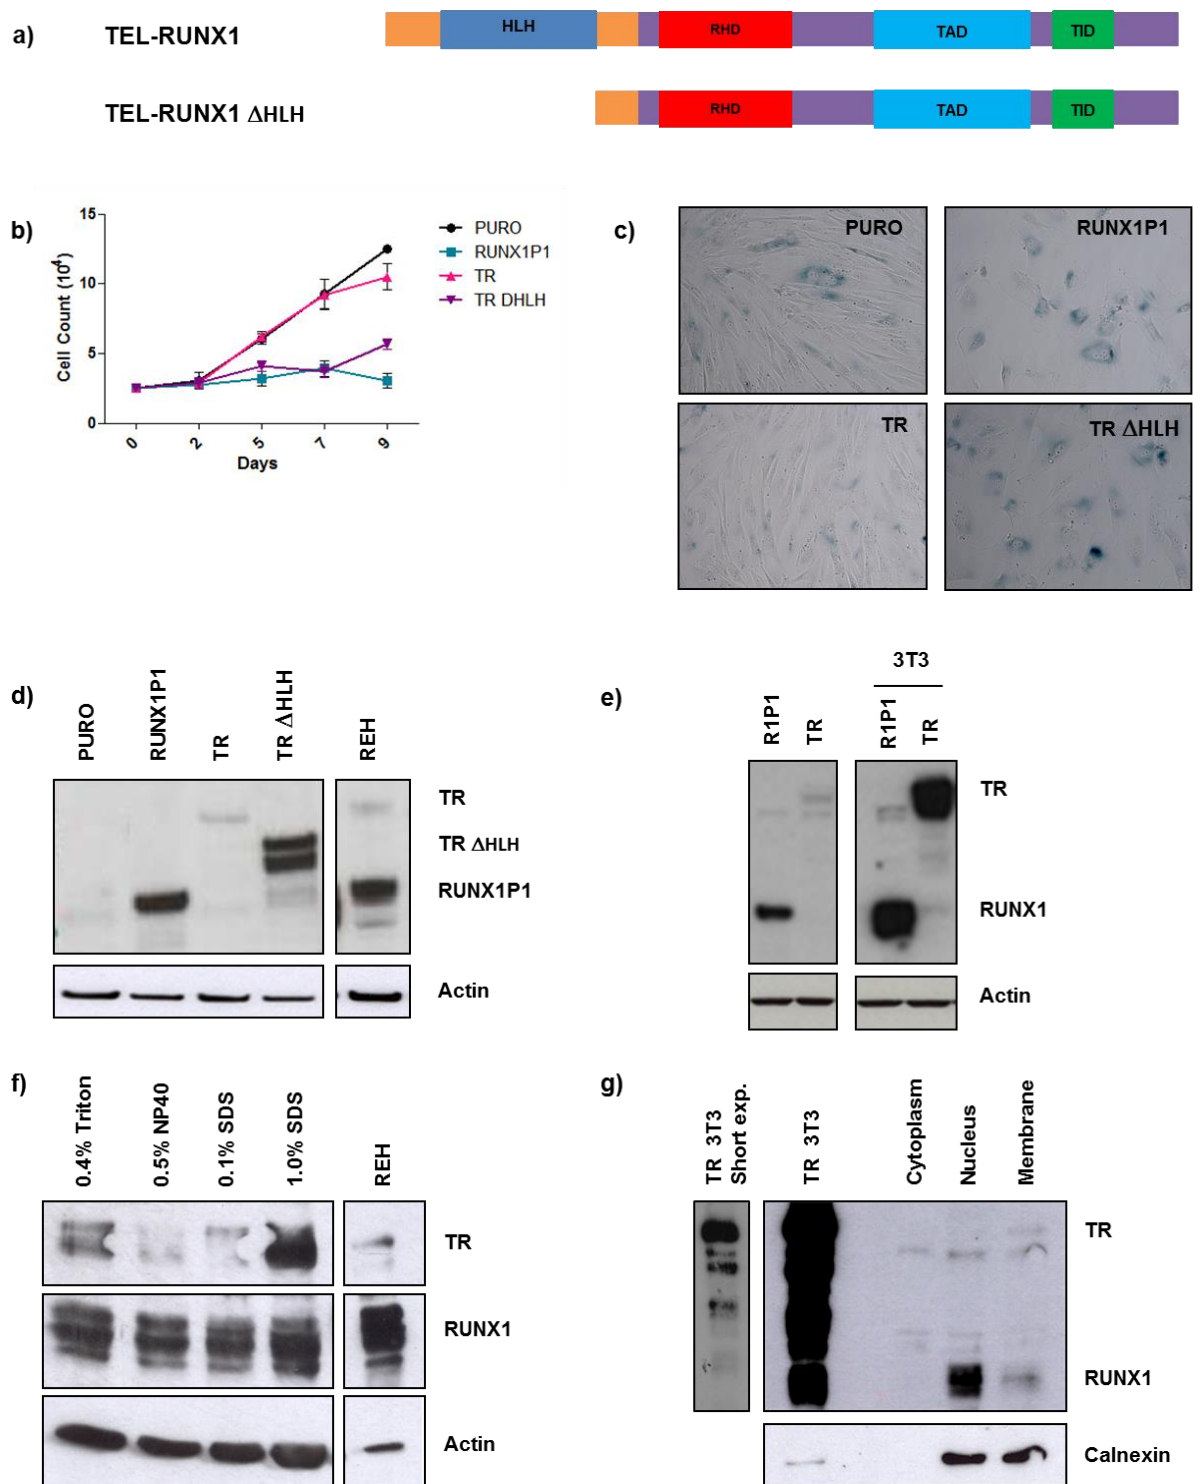 a)
TEL-RUNX1
HLH
RHD
TAD
TID
TEL-RUNX1 ΔHLH
RHD
TAD
TID
b)
15
10
5
0
Cell Count (10⁴)
0
2
5
7
9
Days
PURO
RUNX1P1
TR
TR DHLH
c)
PURO
RUNX1P1
TR
TR ΔHLH
d)
PURO
RUNX1P1
TR
TR ΔHLH
REH
TR
TR ΔHLH
RUNX1P1
Actin
e)
3T3
R1P1
TR
R1P1
TR
TR
RUNX1
Actin
f)
0.4% Triton
0.5% NP40
0.1% SDS
1.0% SDS
REH
TR
RUNX1
Actin
g)
TR 3T3
Short exp.
TR 3T3
Cytoplasm
Nucleus
Membrane
TR
RUNX1
Calnexin